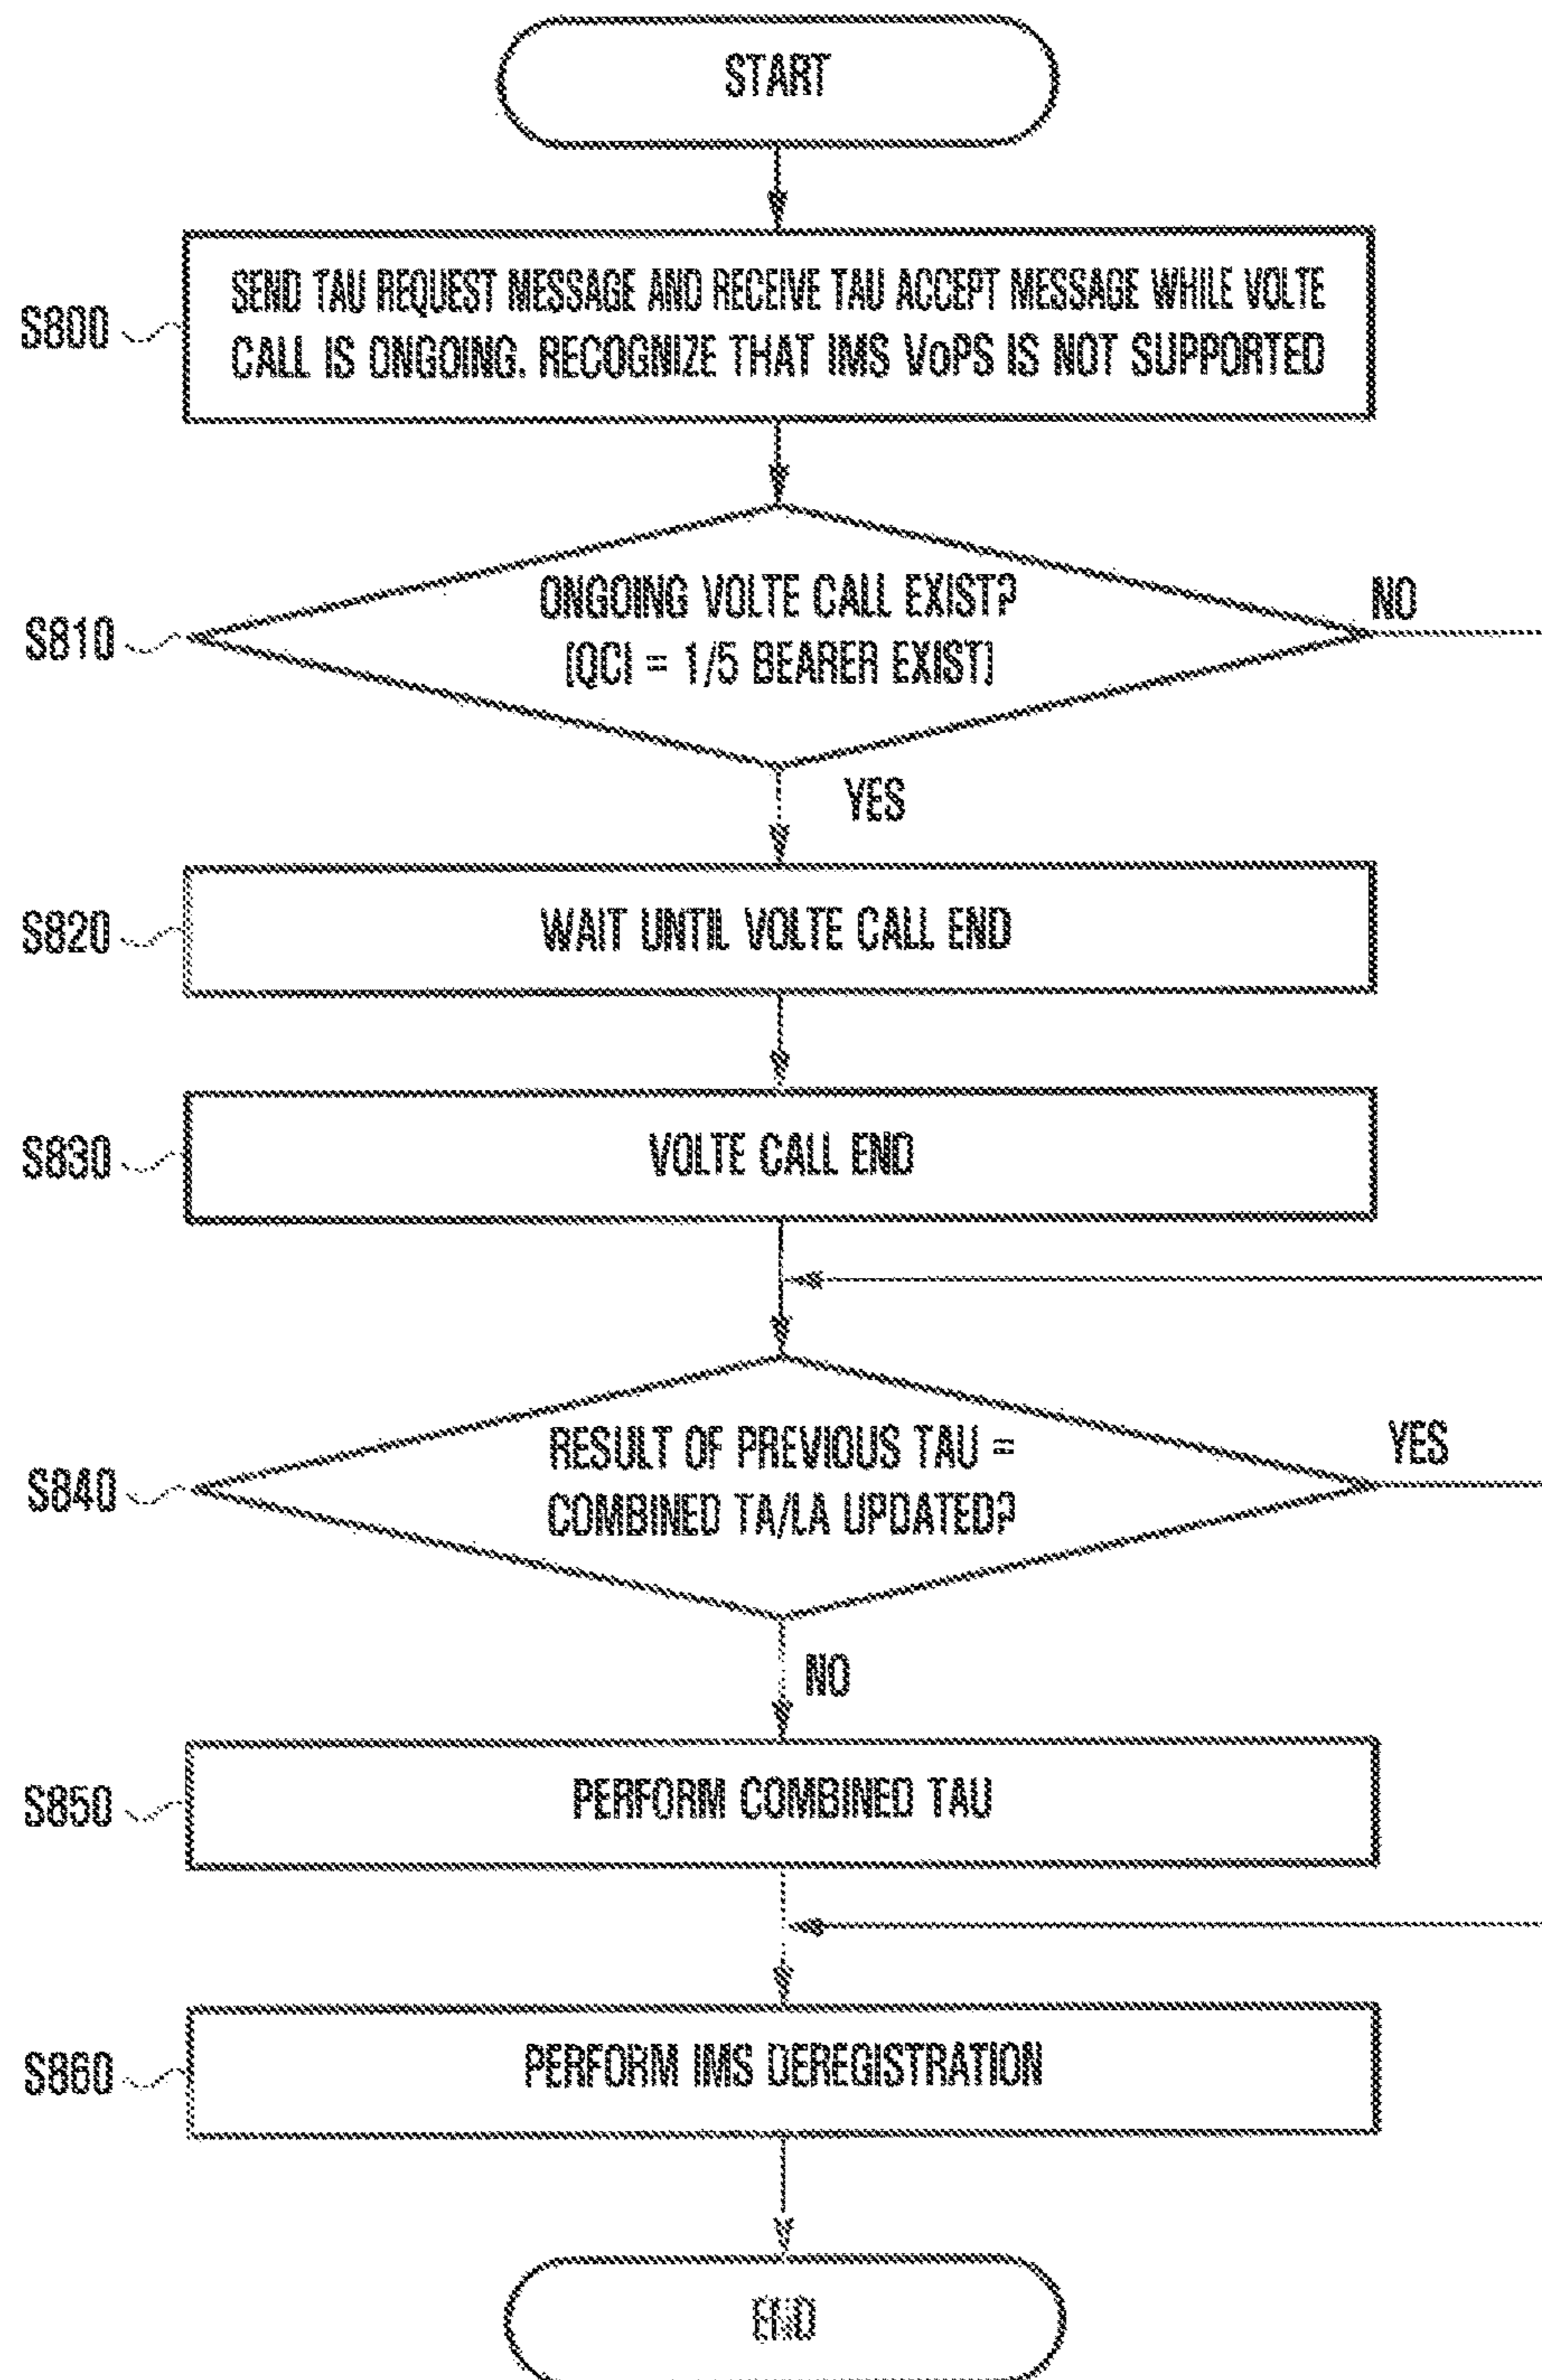 START
S800
SEND TAU REQUEST MESSAGE AND RECEIVE TAU ACCEPT MESSAGE WHILE VOLTE
CALL IS ONGOING. RECOGNIZE THAT IMS VoPS IS NOT SUPPORTED
S810
ONGOING VOLTE CALL EXIST?
[QCI = 1/5 BEARER EXIST]
NO
YES
S820
WAIT UNTIL VOLTE CALL END
S830
VOLTE CALL END
S840
RESULT OF PREVIOUS TAU =
COMBINED TA/LA UPDATED?
YES
NO
S850
PERFORM COMBINED TAU
S860
PERFORM IMS DEREGISTRATION
END